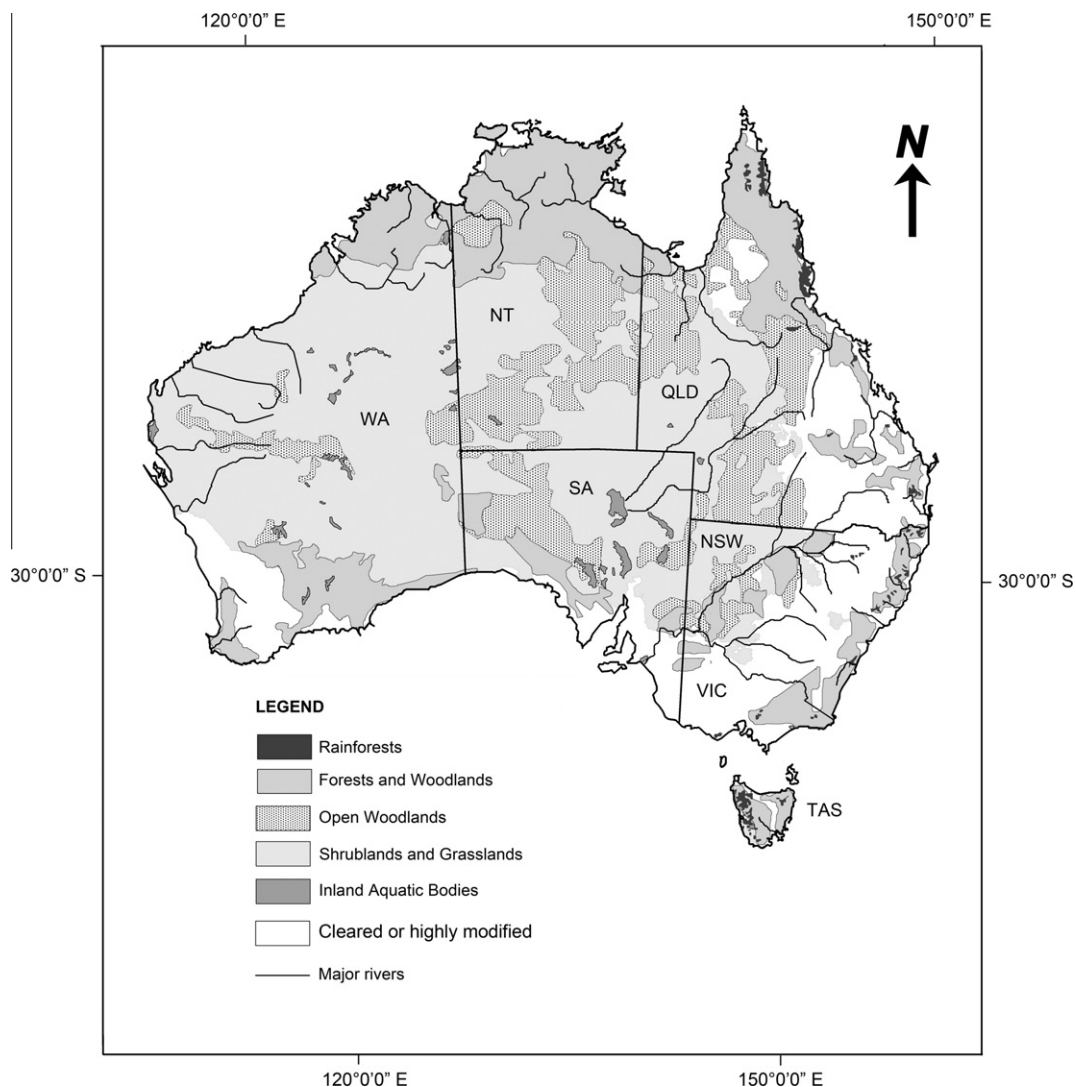 120°0'0" E
150°0'0" E
N
NT
QLD
WA
SA
NSW
30°0'0" S
30°0'0" S
VIC
TAS
LEGEND
Rainforests
Forests and Woodlands
Open Woodlands
Shrublands and Grasslands
Inland Aquatic Bodies
Cleared or highly modified
Major rivers
120°0'0" E
150°0'0" E